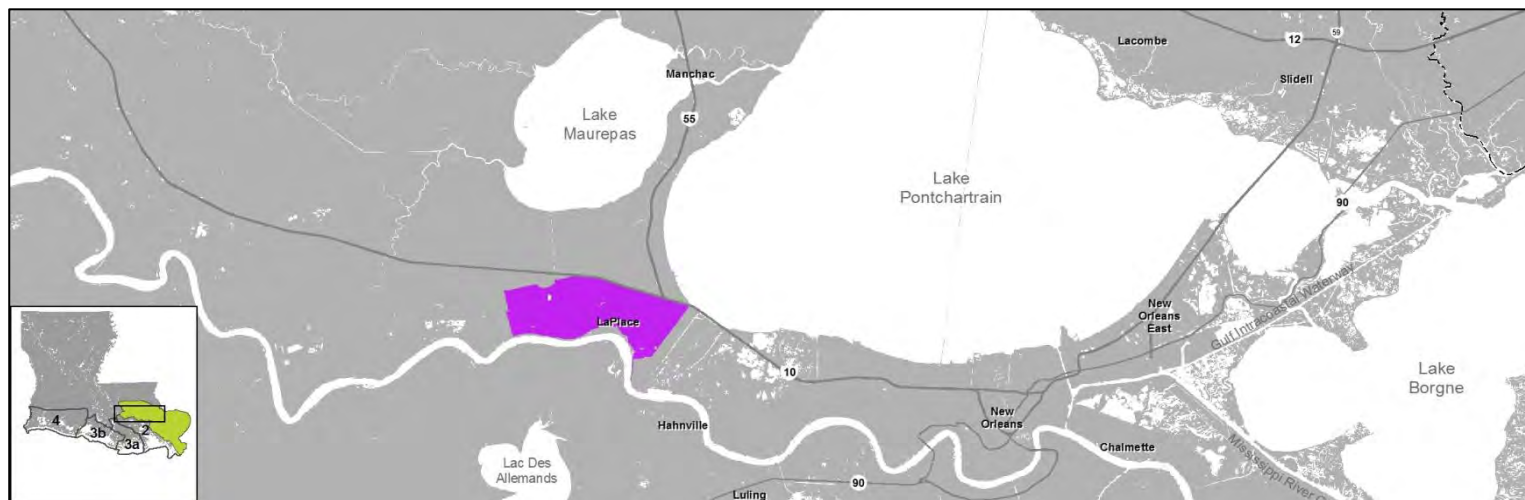 Lacombe
12
59
Slidell
Manchac
Lake
Maurepas
55
Lake
Pontchartrain
90
Gulf Intracoastal Waterway
New
Orleans
East
LaPlace
10
Lake
Borgne
New
Orleans
Hahnville
Chalmette
Mississippi River
Lac Des
Allemands
90
Luling
4
3b
3a
2